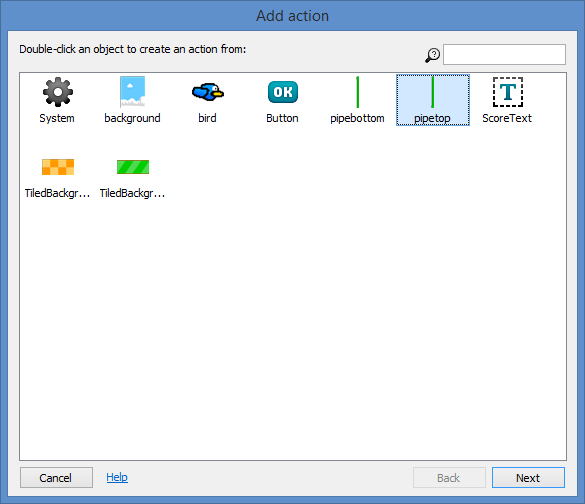 Add action
Double-click an object to create an action from:
OK
T
System
background
bird
Button
pipebottom
pipetop
ScoreText
TiledBackgr...
TiledBackgr...
Cancel
Help
Back
Next